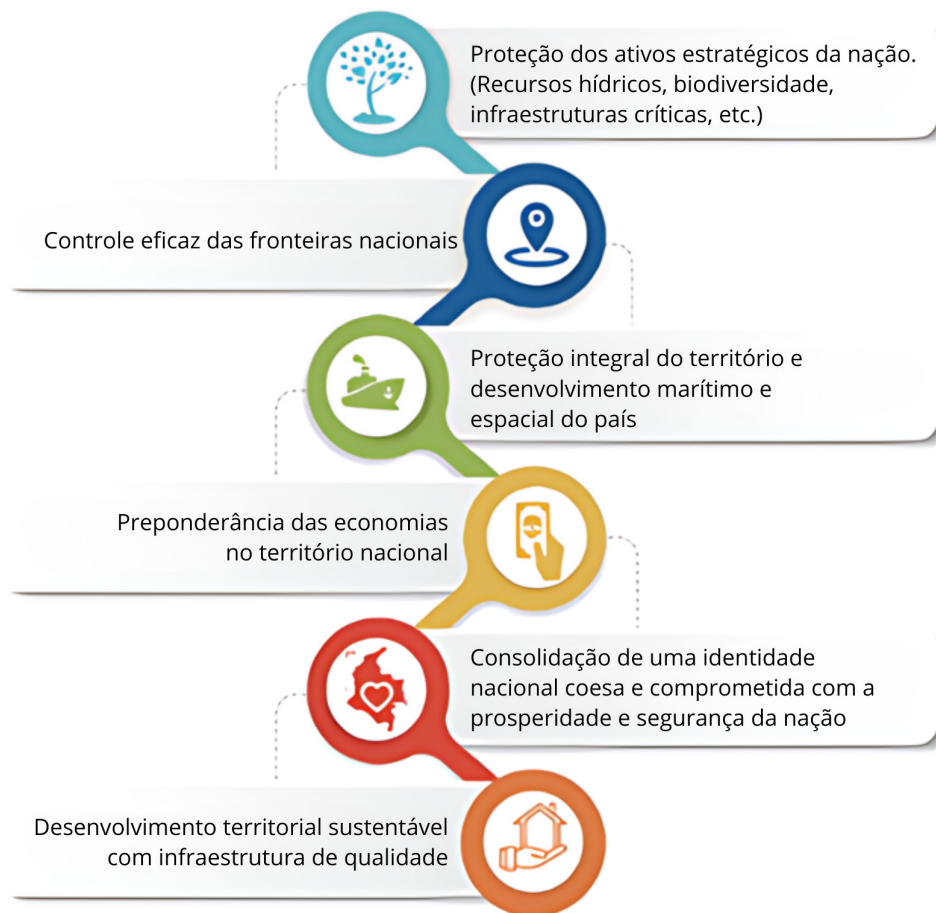 Proteção dos ativos estratégicos da nação.
(Recursos hídricos, biodiversidade,
infraestruturas críticas, etc.)
Controle eficaz das fronteiras nacionais
Proteção integral do território e
desenvolvimento marítimo e
espacial do país
Preponderância das economias
no território nacional
Consolidação de uma identidade
nacional coesa e comprometida com a
prosperidade e segurança da nação
Desenvolvimento territorial sustentável
com infraestrutura de qualidade